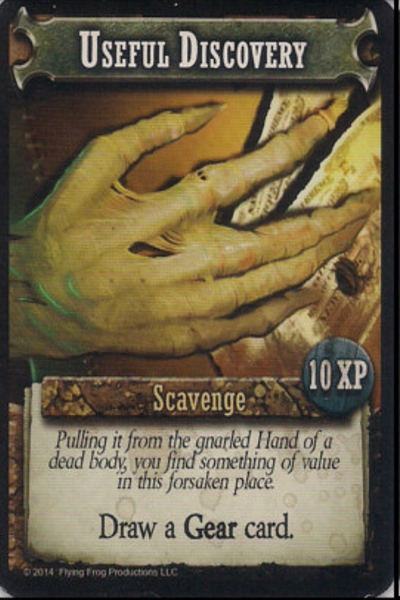 Useful Discovery
10 XP
Scavenge
Pulling it from the gnarled Hand of a
dead body, you find something of value
in this forsaken place.
Draw a Gear card.
© 2014 Flying Frog Productions LLC